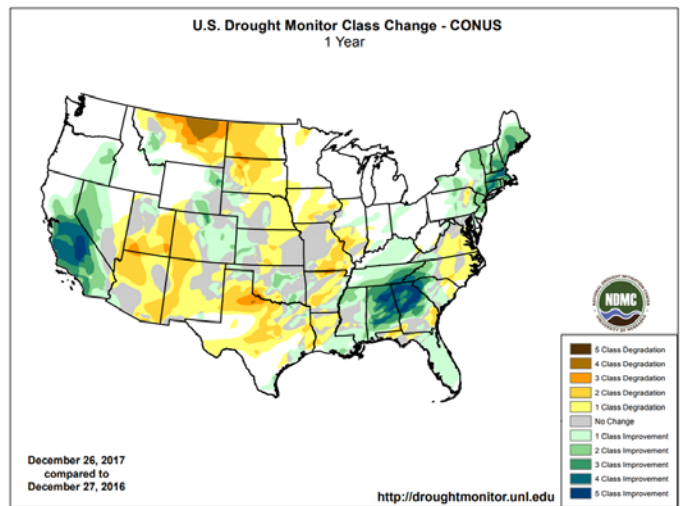 U.S. Drought Monitor Class Change - CONUS
1 Year
NDMC
5 Class Degradation
4 Class Degradation
3 Class Degradation
2 Class Degradation
1 Class Degradation
No Change
1 Class Improvement
2 Class Improvement
3 Class Improvement
4 Class Improvement
5 Class Improvement
December 26, 2017
compared to
December 27, 2016
http://droughtmonitor.unl.edu